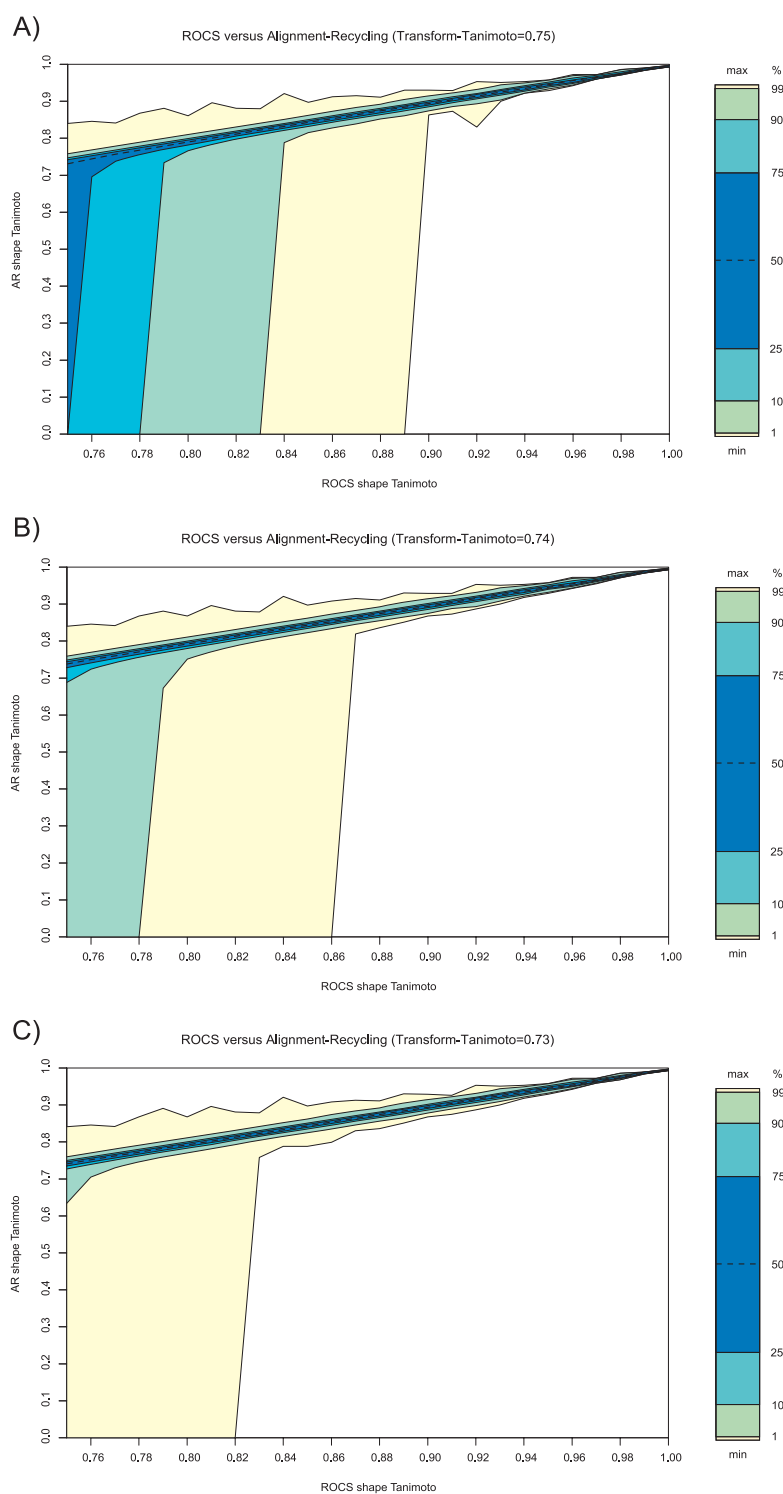 A)
ROCS versus Alignment-Recycling (Transform-Tanimoto=0.75)
AR shape Tanimoto
1.0
0.9
0.8
0.7
0.6
0.5
0.4
0.3
0.2
0.1
0.0
0.76 0.78 0.80 0.82 0.84 0.86 0.88 0.90 0.92 0.94 0.96 0.98 1.00
ROCS shape Tanimoto
max %
99
90
75
50
25
10
1
min
B)
ROCS versus Alignment-Recycling (Transform-Tanimoto=0.74)
AR shape Tanimoto
1.0
0.9
0.8
0.7
0.6
0.5
0.4
0.3
0.2
0.1
0.0
0.76 0.78 0.80 0.82 0.84 0.86 0.88 0.90 0.92 0.94 0.96 0.98 1.00
ROCS shape Tanimoto
max %
99
90
75
50
25
10
1
min
C)
ROCS versus Alignment-Recycling (Transform-Tanimoto=0.73)
AR shape Tanimoto
1.0
0.9
0.8
0.7
0.6
0.5
0.4
0.3
0.2
0.1
0.0
0.76 0.78 0.80 0.82 0.84 0.86 0.88 0.90 0.92 0.94 0.96 0.98 1.00
ROCS shape Tanimoto
max %
99
90
75
50
25
10
1
min